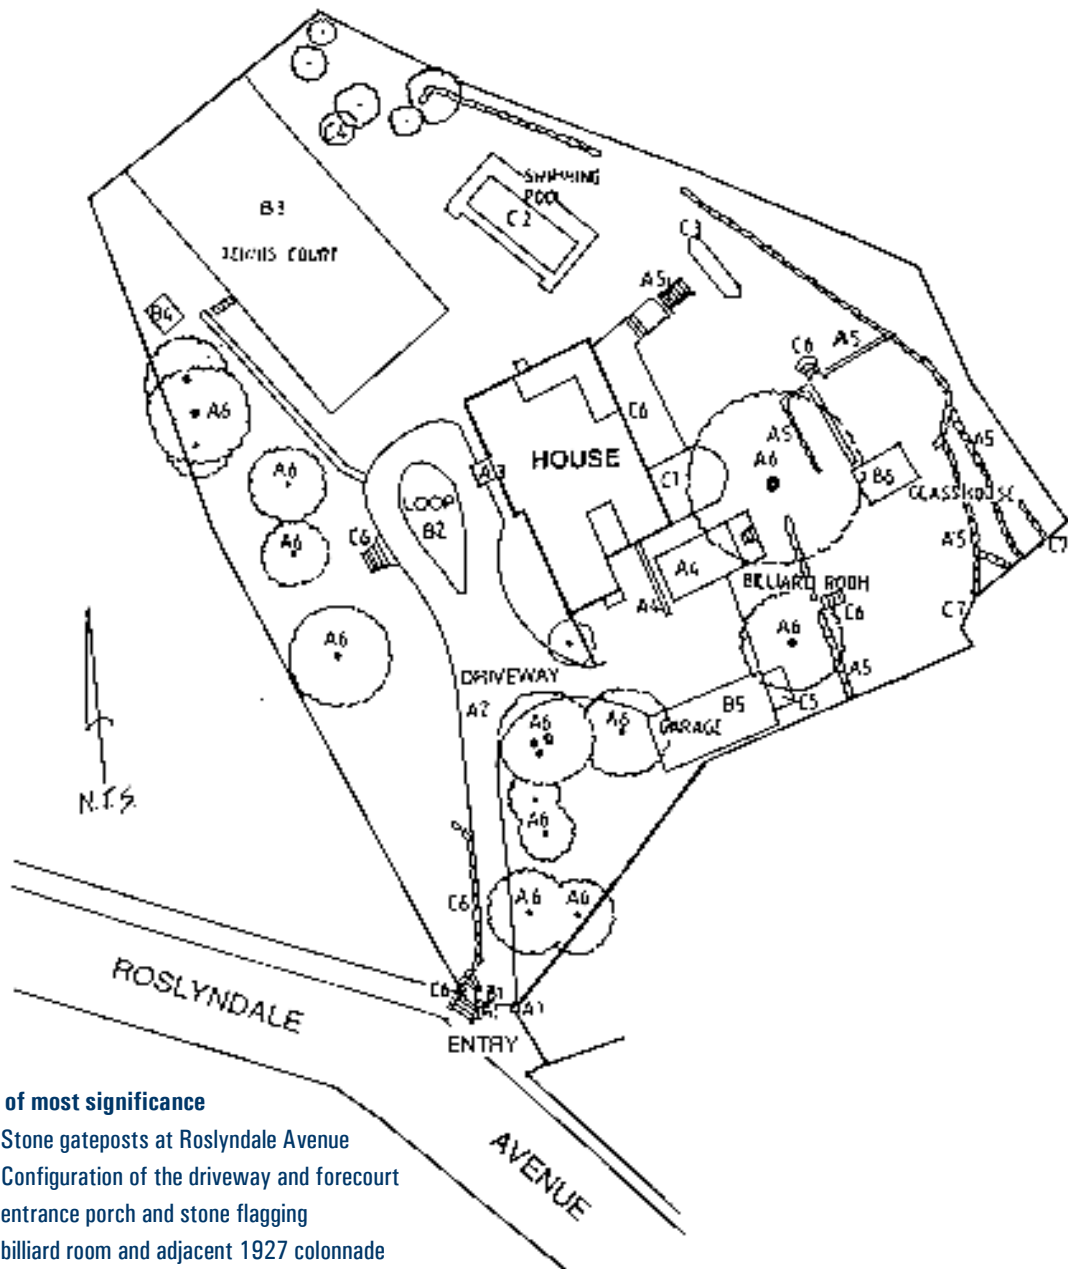 SWIMMING
POOL
C2
B3
TENNIS COURT
C3
A5
B4
C6
A5
A6
C6
A5
A6
A5
HOUSE
A3
C1
B6
GLASSHOUSE
A6
LOOP
B2
A6
C6
A5
C7
A4
BILLIARD ROOM
A4
C6
C7
A6
A6
A5
DRIVEWAY
A2
A6
A6
B5
C5
GARAGE
A6
N.T.S.
C6
A6
A6
ROSLYNDALE
C6
B1
A1
ENTRY
AVENUE
of most significance
Stone gateposts at Roslyndale Avenue
Configuration of the driveway and forecourt
entrance porch and stone flagging
billiard room and adjacent 1927 colonnade